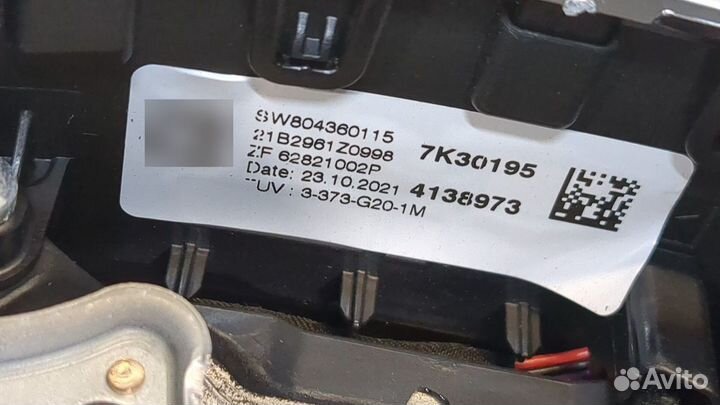 SW804360115
21B2961Z0998 7K30195
ZF 62821002P
Date: 23.10.2021 4138973
TUV : 3-373-G20-1M
Avito